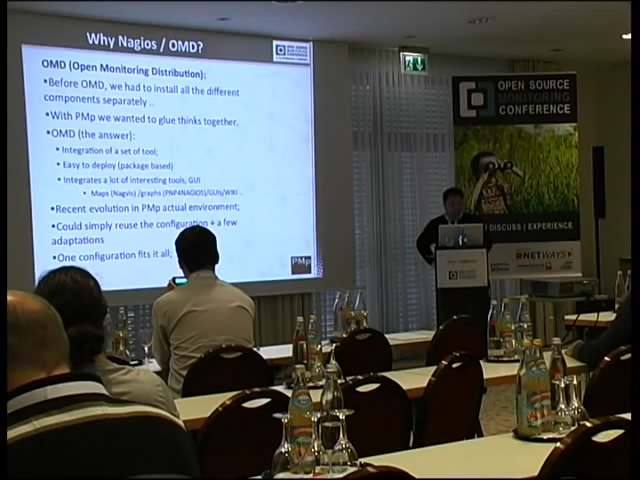 Why Nagios / OMD?
OMD (Open Monitoring Distribution):
•Before OMD, we had to install all the different
components separately ..
•With PMp we wanted to glue thinks together.
•OMD (the answer):
• Integration of a set of tool;
• Easy to deploy (package based)
• Integrates a lot of interesting tools, GUI
• Maps (Nagvis) /graphs (PNP4NAGIOS)/GUIs/W90 .
•Recent evolution in PMp actual environment;
•Could simply reuse the configuration + a few
adaptations
•One configuration fits it all;
PMp
OPEN SOURCE
MONITORING
CONFERENCE
DISCUSS | EXPERIENCE
NETWAYS